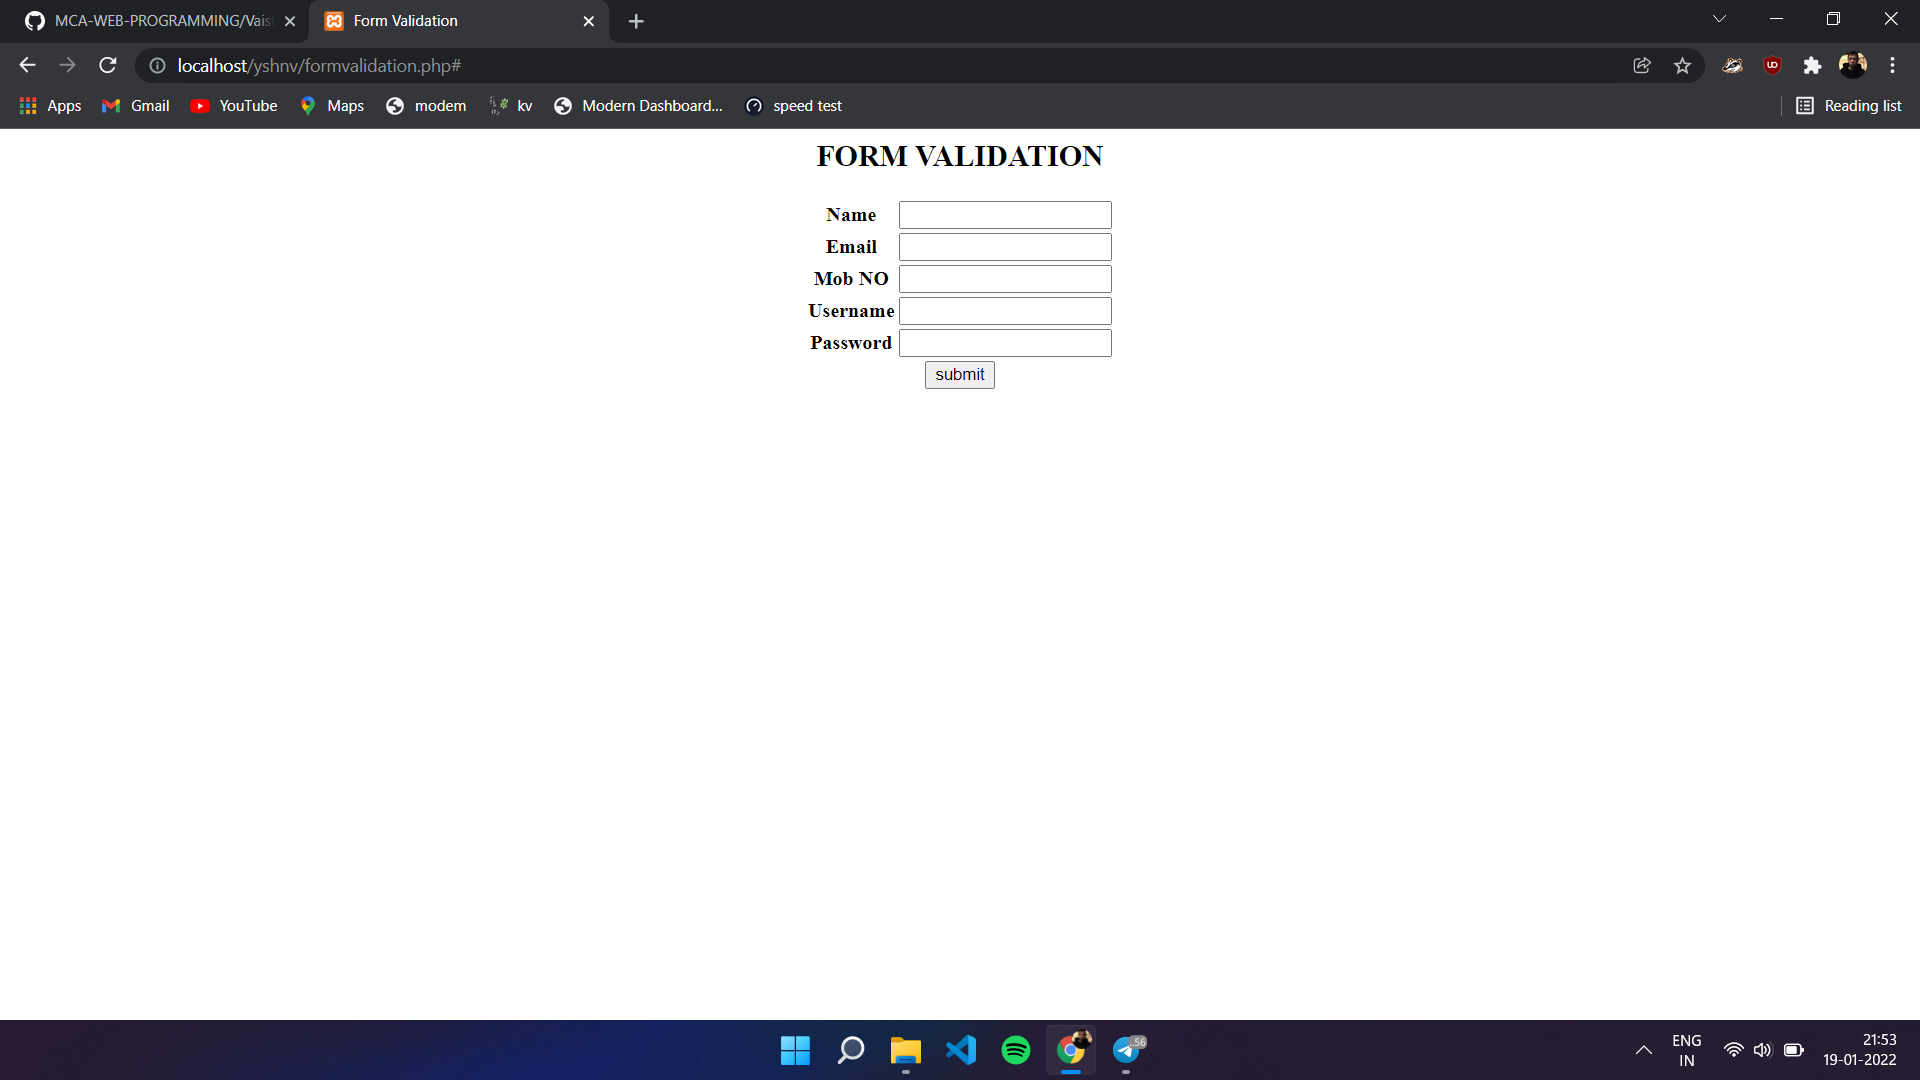 MCA-WEB-PROGRAMMING/Vais
Form Validation
localhost/yshnv/formvalidation.php#
Apps
Gmail
YouTube
Maps
modem
kv
Modern Dashboard...
speed test
Reading list
FORM VALIDATION
Name
Email
Mob NO
Username
Password
submit
..56
ENG
IN
21:53
19-01-2022